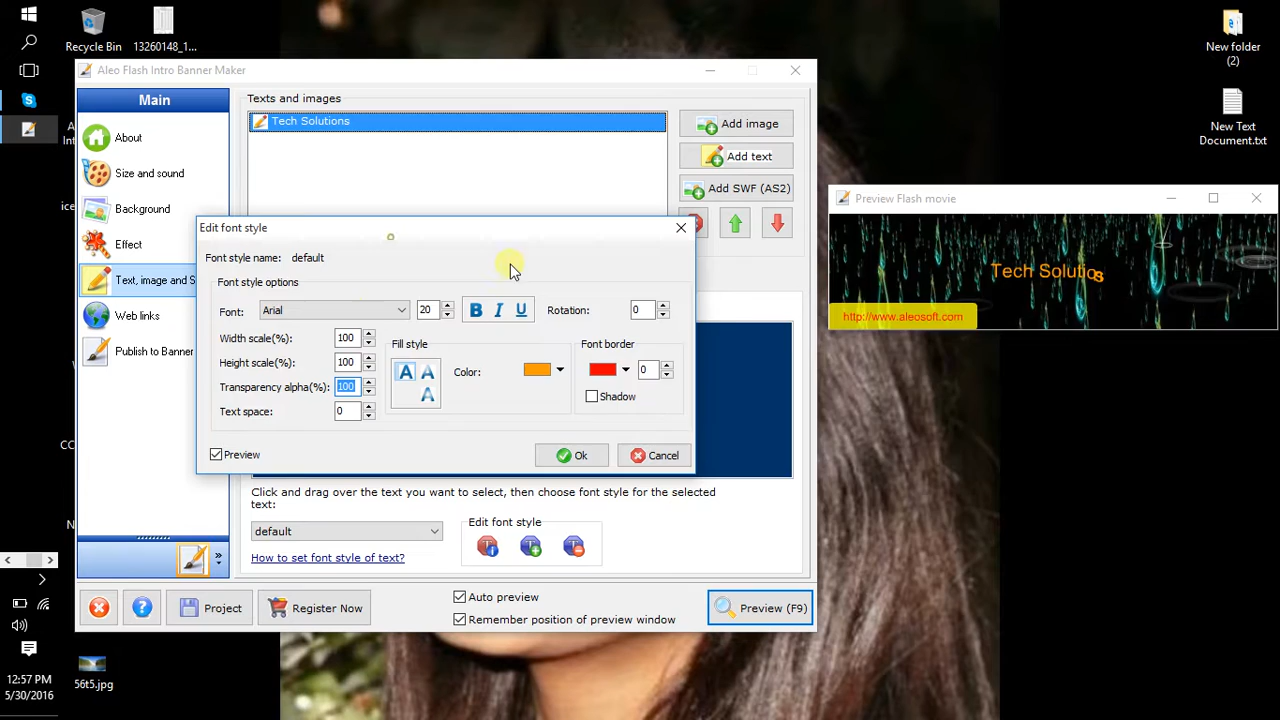 Recycle Bin
13260148_1...
New folder
(2)
New Text
Document.txt
Aleo Flash Intro Banner Maker
Main
About
Size and sound
Background
Effect
Text, image and S
Web links
Publish to Banner
Texts and images
Tech Solutions
Add image
Add text
Add SWF (AS2)
Edit font style
Font style name: default
Font style options
Font: Arial 20 B I U Rotation: 0
Width scale(%): 100
Height scale(%): 100
Transparency alpha(%): 100
Text space: 0
Fill style
A A
A
Color:
Font border
0
Shadow
Preview
Ok
Cancel
Click and drag over the text you want to select, then choose font style for the selected
text:
default
Edit font style
How to set font style of text?
Project
Register Now
Auto preview
Remember position of preview window
Preview (F9)
Preview Flash movie
Tech Solutios
http://www.aleosoft.com
12:57 PM
5/30/2016
56t5.jpg